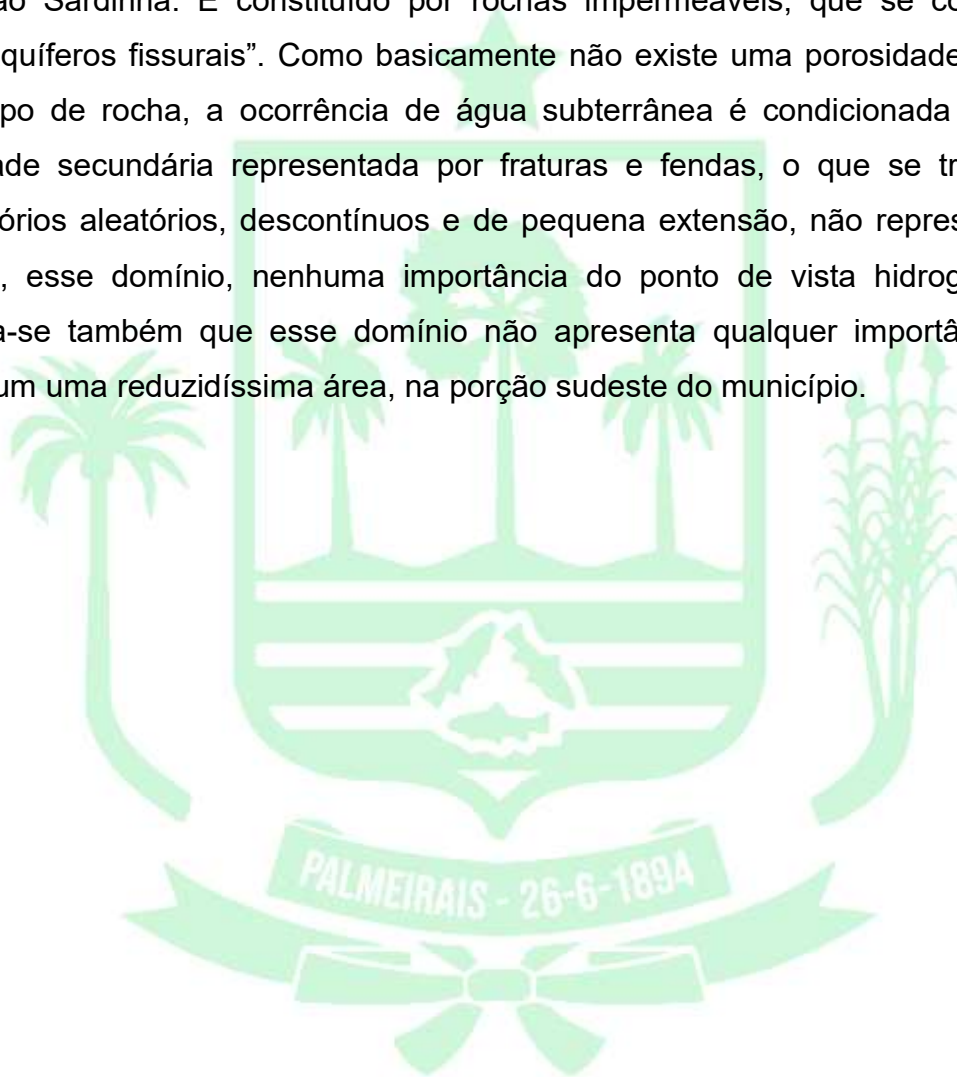 ão Sardinha. É constituído por rochas impermeáveis, que se co
quíferos fissurais”. Como basicamente não existe uma porosidade
po de rocha, a ocorrência de água subterrânea é condicionada
de secundária representada por fraturas e fendas, o que se tr
órios aleatórios, descontínuos e de pequena extensão, não repres
, esse domínio, nenhuma importância do ponto de vista hidrog
a-se também que esse domínio não apresenta qualquer importâ
um uma reduzidíssima área, na porção sudeste do município.
PALMEIRAIS - 26-6-1894